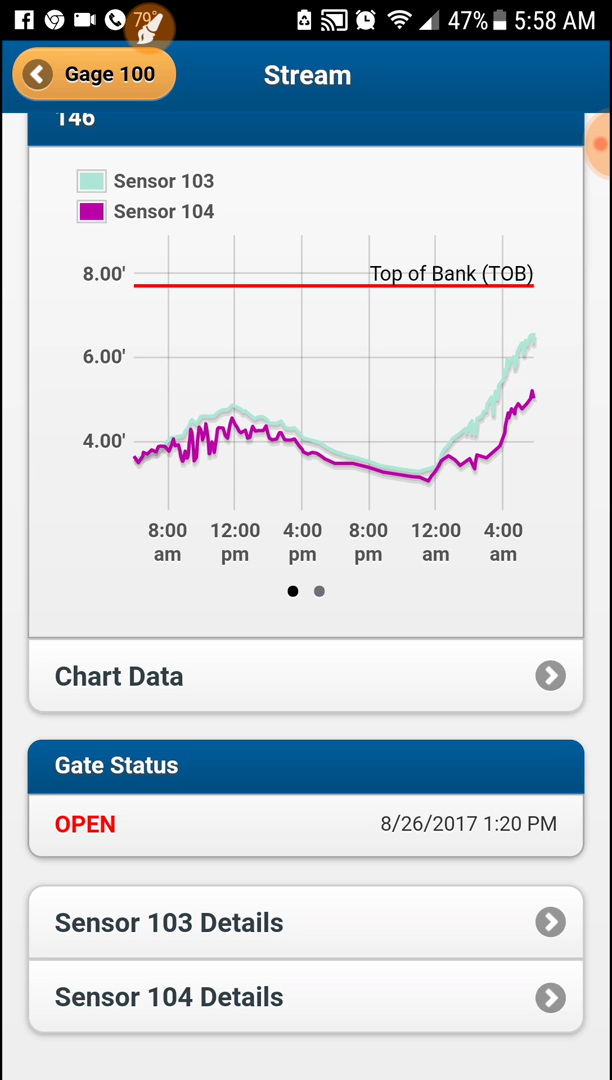 79°
47%
5:58 AM
Gage 100
Stream
146
Sensor 103
Sensor 104
8.00'
Top of Bank (TOB)
6.00'
4.00'
8:00 am
12:00 pm
4:00 pm
8:00 pm
12:00 am
4:00 am
Chart Data
Gate Status
OPEN
8/26/2017 1:20 PM
Sensor 103 Details
Sensor 104 Details